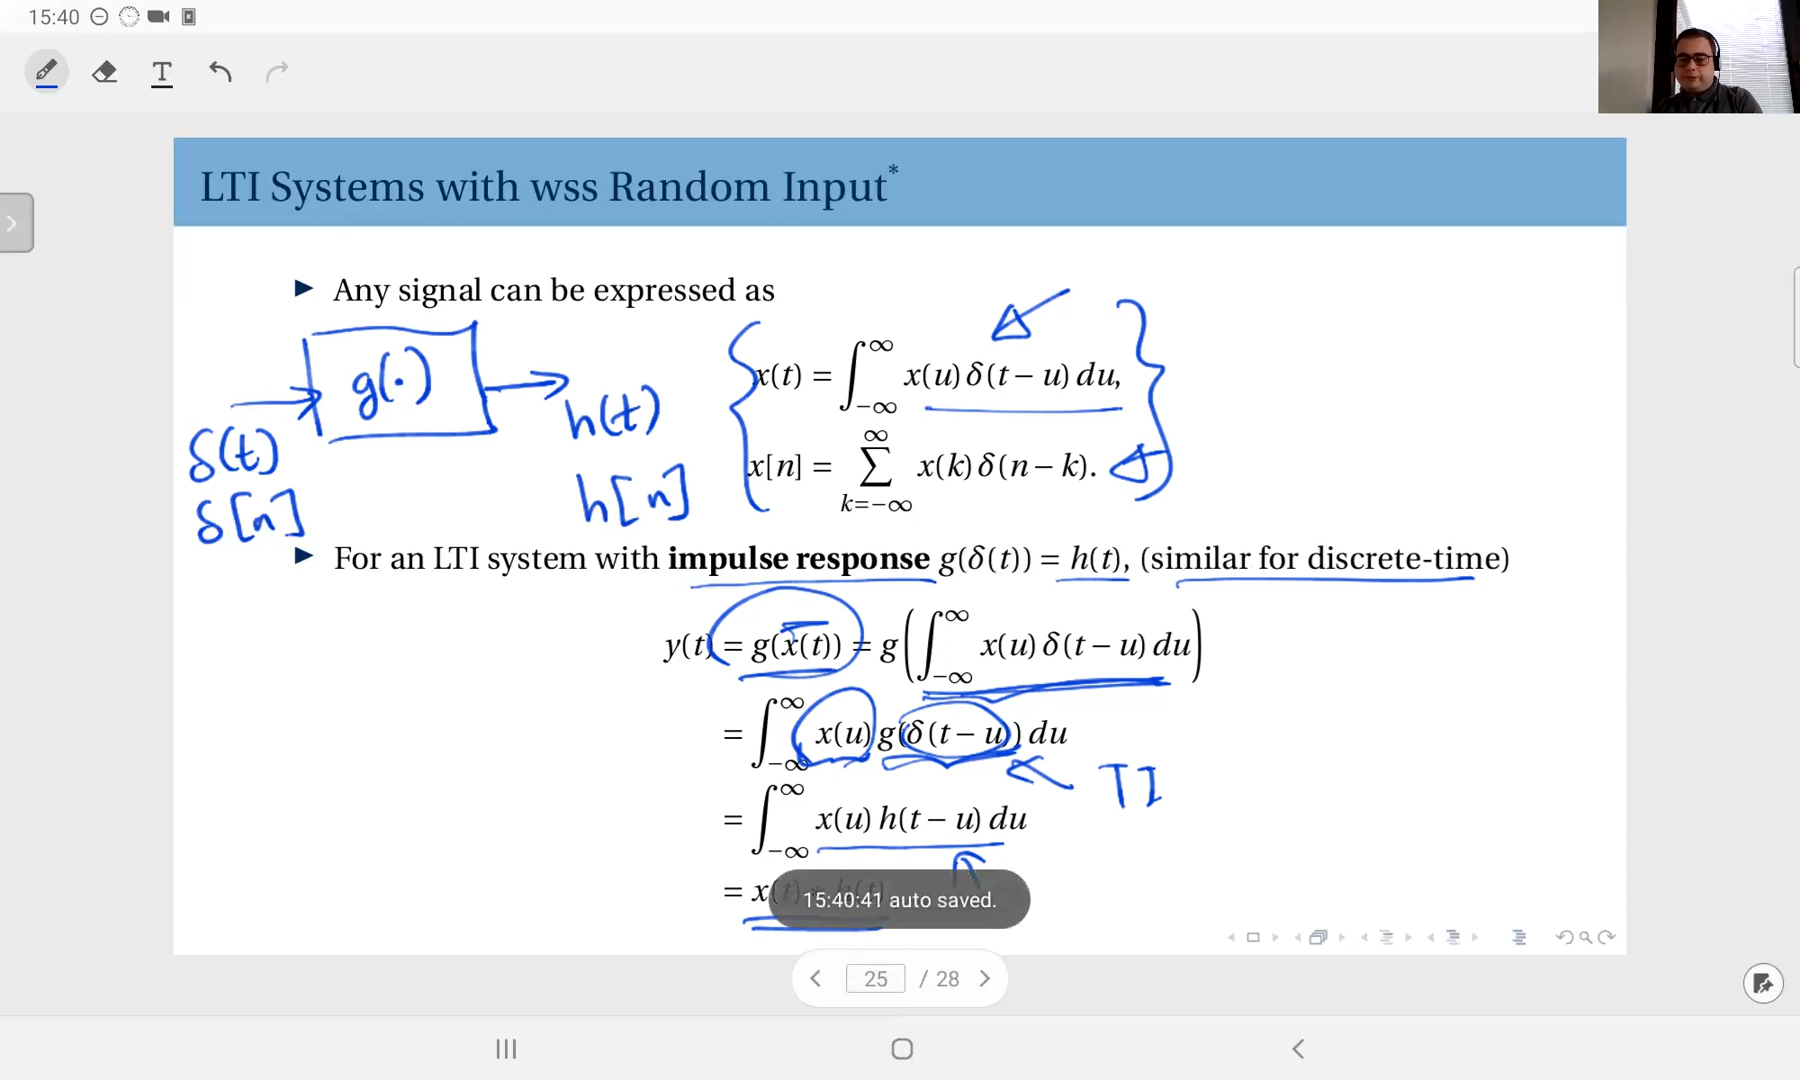 15:40
LTI Systems with wss Random Input*
▶ Any signal can be expressed as
g(·)
δ(t)
δ[n]
h(t)
h[n]
x(t) = ∫_{-∞}^{∞} x(u) δ(t − u) du,
x[n] = ∑_{k=−∞}^{∞} x(k) δ(n − k).
▶ For an LTI system with impulse response g(δ(t)) = h(t), (similar for discrete-time)
y(t) = g(x(t)) = g(∫_{-∞}^{∞} x(u) δ(t − u) du)
= ∫_{-∞}^{∞} x(u) g(δ(t − u)) du
TI
= ∫_{-∞}^{∞} x(u) h(t − u) du
= x(t) h(t)
15:40:41 auto saved.
25 / 28